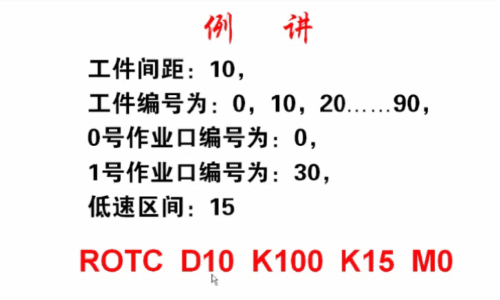 例 讲
工件间距：10，
工件编号为：0，10，20……90，
0号作业口编号为：0，
1号作业口编号为：30，
低速区间：15
ROTC D10 K100 K15 M0